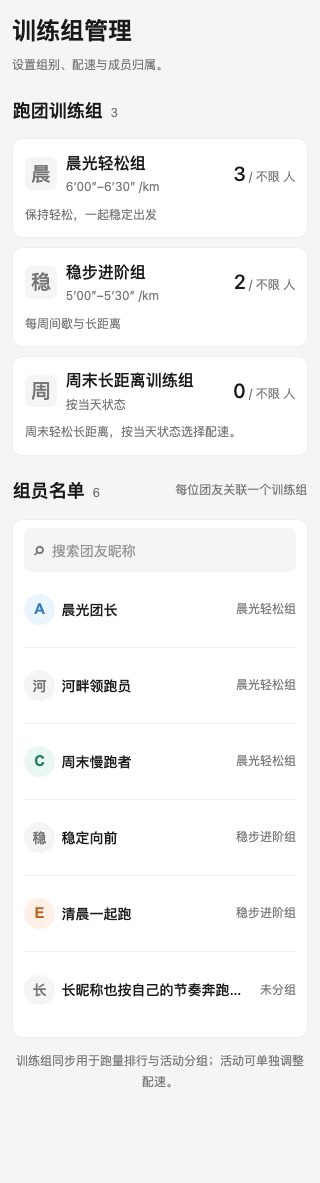 训练组管理
设置组别、配速与成员归属。
跑团训练组 3
晨 晨光轻松组
6’00”–6’30” /km
3 / 不限 人
保持轻松，一起稳定出发
稳 稳步进阶组
5’00”–5’30” /km
2 / 不限 人
每周间歇与长距离
周 周末长距离训练组
按当天状态
0 / 不限 人
周末轻松长距离，按当天状态选择配速。
组员名单 6 每位团友关联一个训练组
搜索团友昵称
A 晨光团长 晨光轻松组
河 河畔领跑员 晨光轻松组
C 周末慢跑者 晨光轻松组
稳 稳定向前 稳步进阶组
E 清晨一起跑 稳步进阶组
长 长昵称也按自己的节奏奔跑... 未分组
训练组同步用于跑量排行与活动分组；活动可单独调整
配速。